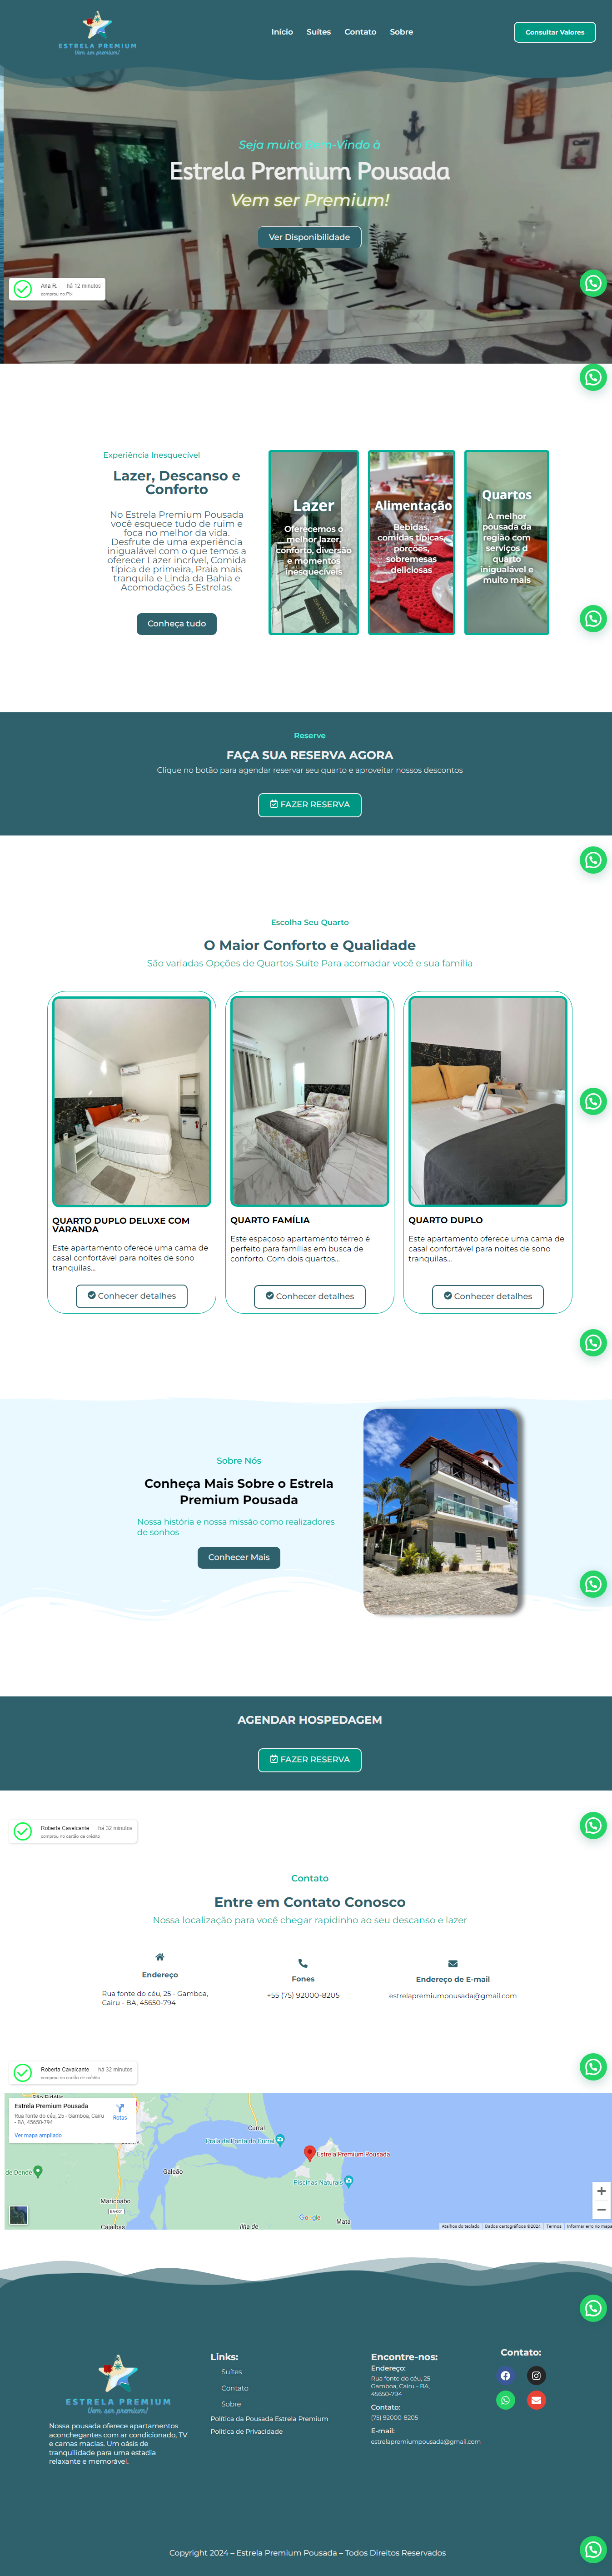 ESTRELA PREMIUM
Vem ser premium!
Início Suítes Contato Sobre
Consultar Valores
Seja muito Bem-Vindo à
Estrela Premium Pousada
Vem ser Premium!
Ver Disponibilidade
Ana R. há 12 minutos
comprou no Pix
Experiência Inesquecível
Lazer, Descanso e
Conforto
No Estrela Premium Pousada
você esquece tudo de ruim e
foca no melhor da vida.
Desfrute de uma experiência
inigualável com o que temos a
oferecer Lazer incrível, Comida
típica de primeira, Praia mais
tranquila e Linda da Bahia e
Acomodações 5 Estrelas.
Conheça tudo
Lazer
Oferecemos o
melhor lazer,
conforto, diversão
e momentos
inesquecíveis
Alimentação
Bebidas,
comidas típicas,
porções,
sobremesas
deliciosas
Quartos
A melhor
pousada da
região com
serviços d
quarto
inigualável e
muito mais
Reserve
FAÇA SUA RESERVA AGORA
Clique no botão para agendar reservar seu quarto e aproveitar nossos descontos
FAZER RESERVA
Escolha Seu Quarto
O Maior Conforto e Qualidade
São variadas Opções de Quartos Suíte Para acomadar você e sua família
QUARTO DUPLO DELUXE COM
VARANDA
Este apartamento oferece uma cama de
casal confortável para noites de sono
tranquilas...
Conhecer detalhes
QUARTO FAMÍLIA
Este espaçoso apartamento térreo é
perfeito para famílias em busca de
conforto. Com dois quartos...
Conhecer detalhes
QUARTO DUPLO
Este apartamento oferece uma cama de
casal confortável para noites de sono
tranquilas...
Conhecer detalhes
Sobre Nós
Conheça Mais Sobre o Estrela
Premium Pousada
Nossa história e nossa missão como realizadores
de sonhos
Conhecer Mais
AGENDAR HOSPEDAGEM
FAZER RESERVA
Roberta Cavalcante há 32 minutos
comprou no cartão de crédito
Contato
Entre em Contato Conosco
Nossa localização para você chegar rapidinho ao seu descanso e lazer
Endereço
Rua fonte do céu, 25 - Gamboa,
Cairu - BA, 45650-794
Fones
+55 (75) 92000-8205
Endereço de E-mail
estrelapremiumpousada@gmail.com
Roberta Cavalcante há 32 minutos
comprou no cartão de crédito
São Fidélis
Estrela Premium Pousada
Rua fonte do céu, 25 - Gamboa, Cairu
- BA, 45650-794
Rotas
Ver mapa ampliado
Curral
Praia da Ponta do Curral
Estrela Premium Pousada
de Dendê
Galeão
Piscinas Naturais
Maricoabo
BA-001
Google
Mata
Cajaíbas
Ilha de
Atalhos do teclado Dados cartográficos ©2024 Termos Informar erro no mapa
ESTRELA PREMIUM
Vem ser premium!
Nossa pousada oferece apartamentos
aconchegantes com ar condicionado, TV
e camas macias. Um oásis de
tranquilidade para uma estadia
relaxante e memorável.
Links:
Suítes
Contato
Sobre
Política da Pousada Estrela Premium
Política de Privacidade
Encontre-nos:
Endereço:
Rua fonte do céu, 25 -
Gamboa, Cairu - BA,
45650-794
Contato:
(75) 92000-8205
E-mail:
estrelapremiumpousada@gmail.com
Contato:
Copyright 2024 – Estrela Premium Pousada – Todos Direitos Reservados